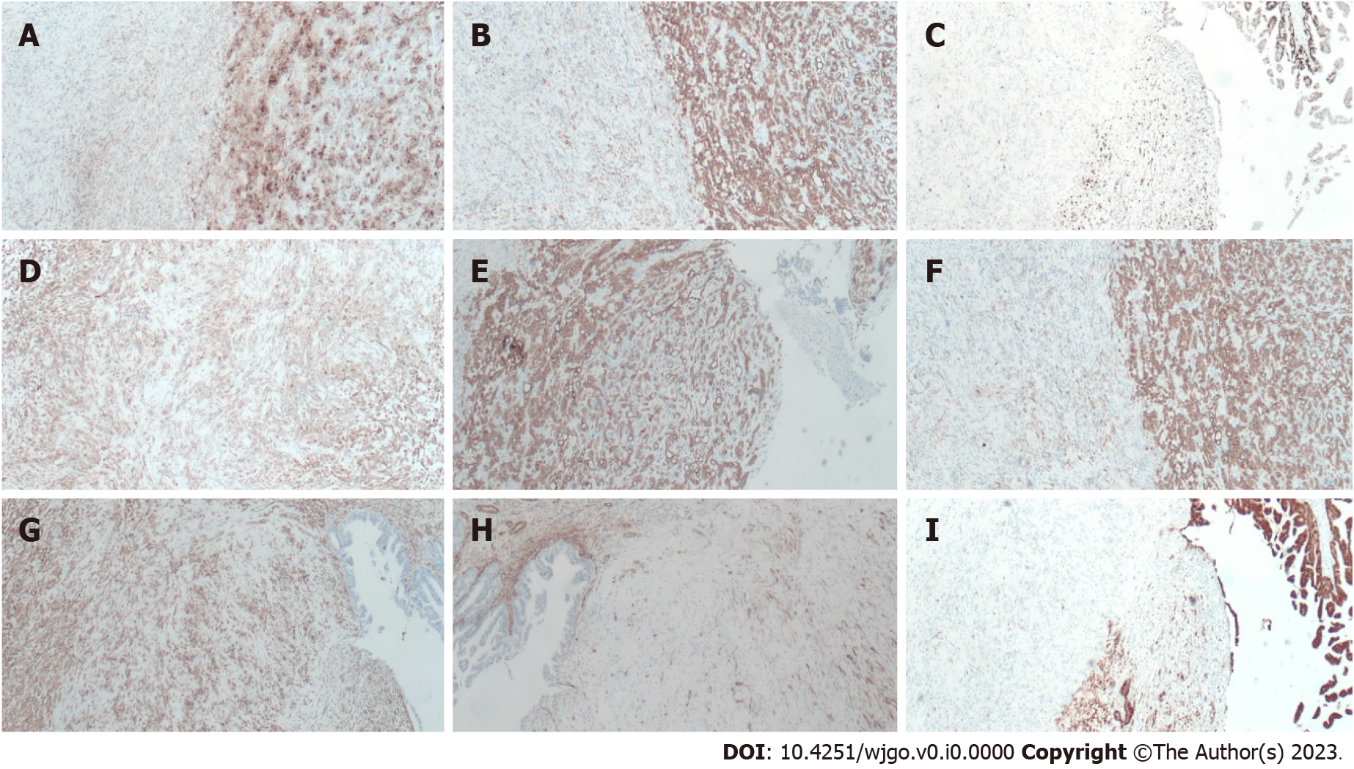 A
B
C
D
E
F
G
H
I
DOI: 10.4251/wjgo.v0.i0.0000 Copyright ©The Author(s) 2023.